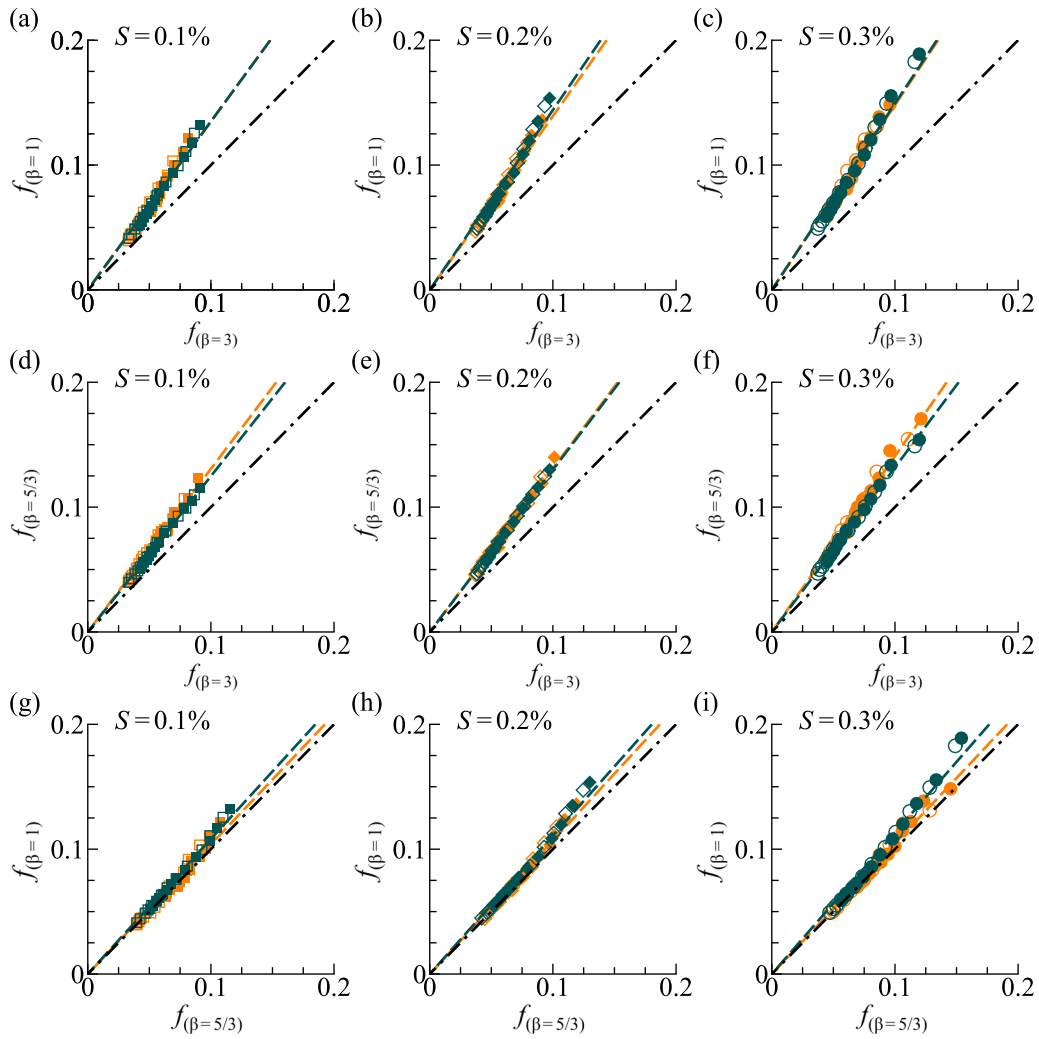 (a) S = 0.1%
0.2
0.1
0
f(β = 1)
0 0.1 0.2
f(β = 3)
(b) S = 0.2%
0.2
0.1
0
f(β = 1)
0 0.1 0.2
f(β = 3)
(c) S = 0.3%
0.2
0.1
0
f(β = 1)
0 0.1 0.2
f(β = 3)
(d) S = 0.1%
0.2
0.1
0
f(β = 5/3)
0 0.1 0.2
f(β = 3)
(e) S = 0.2%
0.2
0.1
0
f(β = 5/3)
0 0.1 0.2
f(β = 3)
(f) S = 0.3%
0.2
0.1
0
f(β = 5/3)
0 0.1 0.2
f(β = 3)
(g) S = 0.1%
0.2
0.1
0
f(β = 1)
0 0.1 0.2
f(β = 5/3)
(h) S = 0.2%
0.2
0.1
0
f(β = 1)
0 0.1 0.2
f(β = 5/3)
(i) S = 0.3%
0.2
0.1
0
f(β = 1)
0 0.1 0.2
f(β = 5/3)